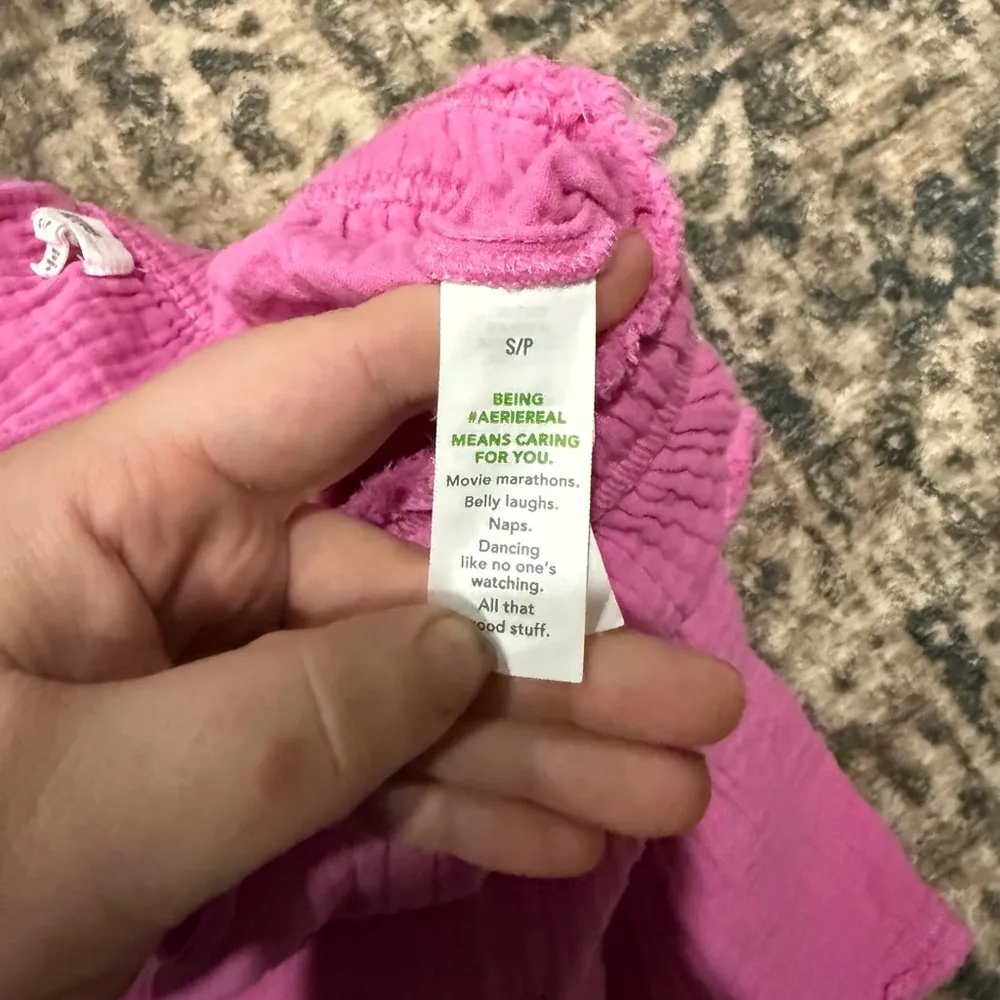 S/P
BEING
#AERIEREAL
MEANS CARING
FOR YOU.
Movie marathons.
Belly laughs.
Naps.
Dancing
like no one's
watching.
All that
ood stuff.